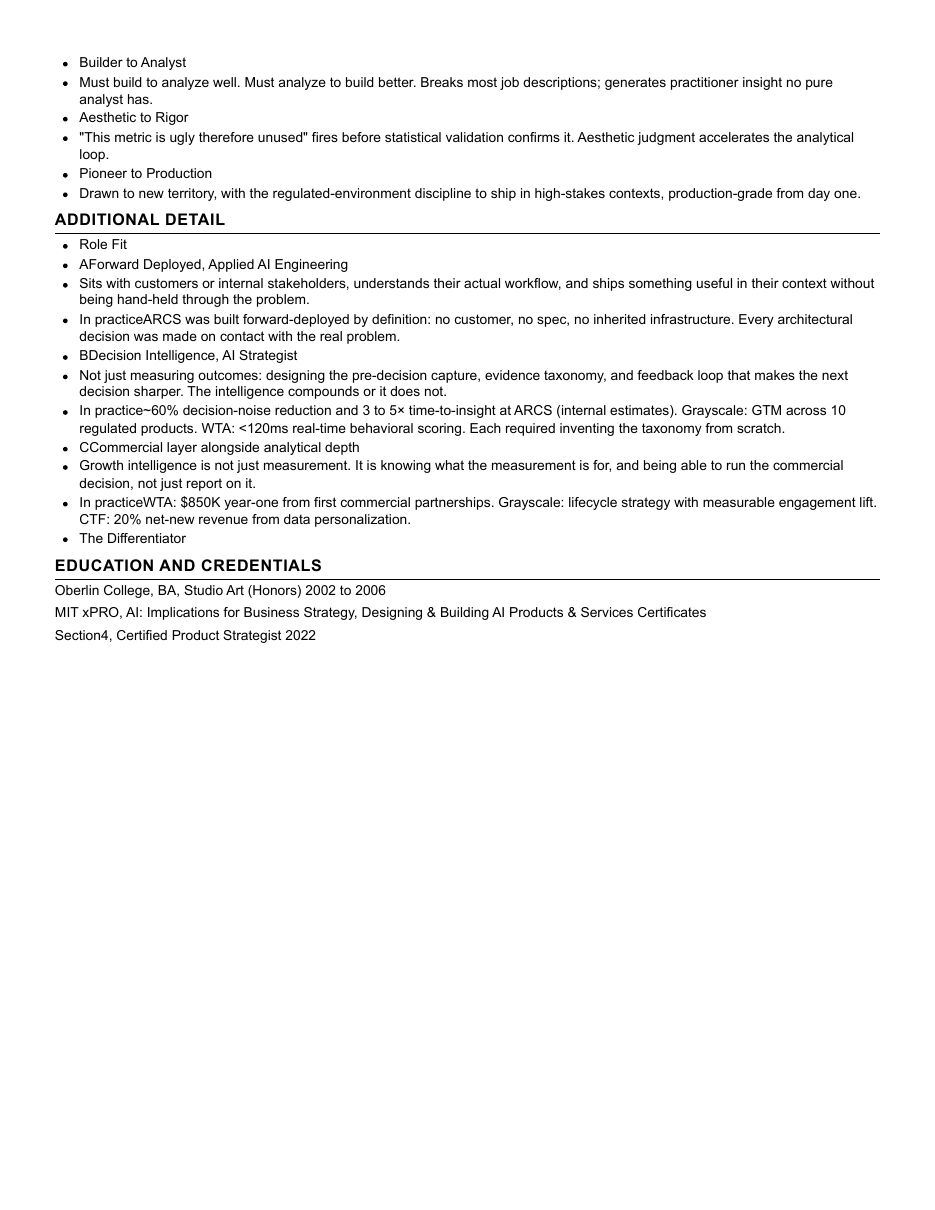 • Builder to Analyst
• Must build to analyze well. Must analyze to build better. Breaks most job descriptions; generates practitioner insight no pure
analyst has.
• Aesthetic to Rigor
• "This metric is ugly therefore unused" fires before statistical validation confirms it. Aesthetic judgment accelerates the analytical
loop.
• Pioneer to Production
• Drawn to new territory, with the regulated-environment discipline to ship in high-stakes contexts, production-grade from day one.
ADDITIONAL DETAIL
• Role Fit
• AForward Deployed, Applied AI Engineering
• Sits with customers or internal stakeholders, understands their actual workflow, and ships something useful in their context without
being hand-held through the problem.
• In practiceARCS was built forward-deployed by definition: no customer, no spec, no inherited infrastructure. Every architectural
decision was made on contact with the real problem.
• BDecision Intelligence, AI Strategist
• Not just measuring outcomes: designing the pre-decision capture, evidence taxonomy, and feedback loop that makes the next
decision sharper. The intelligence compounds or it does not.
• In practice~60% decision-noise reduction and 3 to 5× time-to-insight at ARCS (internal estimates). Grayscale: GTM across 10
regulated products. WTA: <120ms real-time behavioral scoring. Each required inventing the taxonomy from scratch.
• CCommercial layer alongside analytical depth
• Growth intelligence is not just measurement. It is knowing what the measurement is for, and being able to run the commercial
decision, not just report on it.
• In practiceWTA: $850K year-one from first commercial partnerships. Grayscale: lifecycle strategy with measurable engagement lift.
CTF: 20% net-new revenue from data personalization.
• The Differentiator
EDUCATION AND CREDENTIALS
Oberlin College, BA, Studio Art (Honors) 2002 to 2006
MIT xPRO, AI: Implications for Business Strategy, Designing & Building AI Products & Services Certificates
Section4, Certified Product Strategist 2022